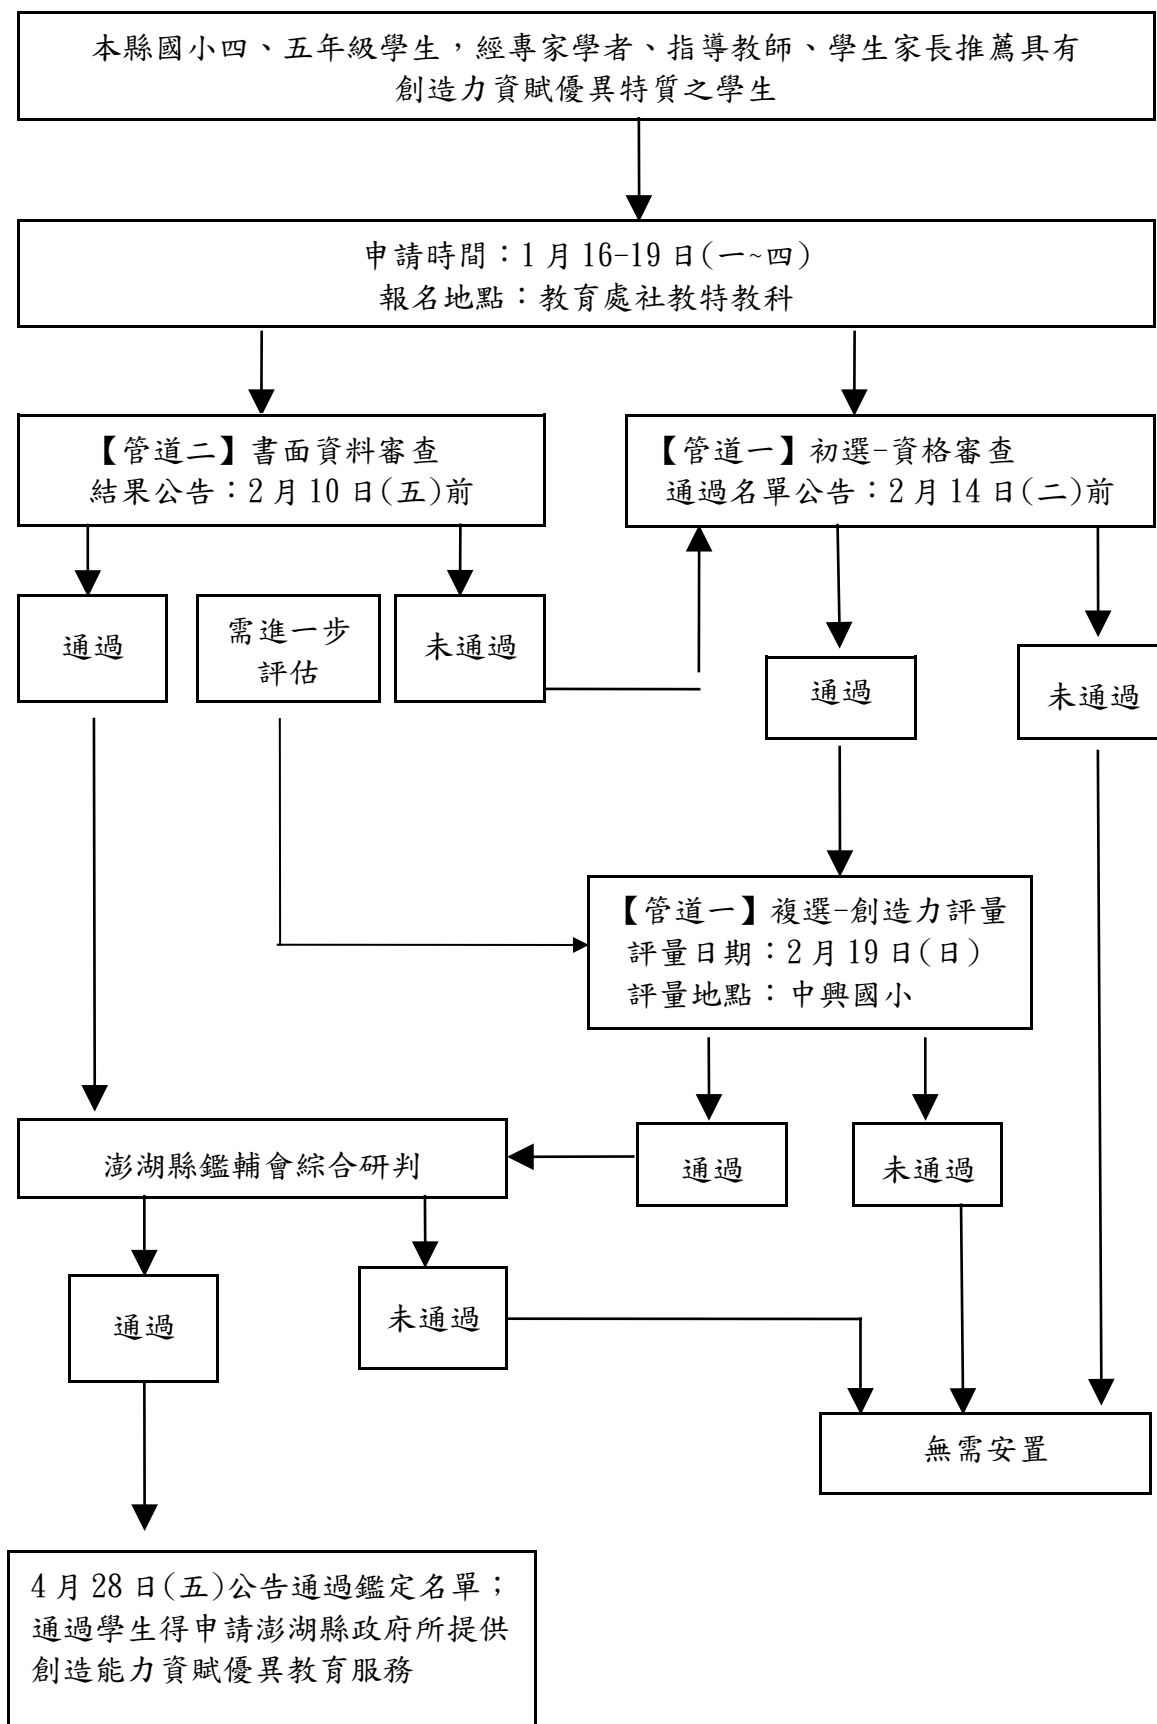 本縣國小四、五年級學生，經專家學者、指導教師、學生家長推薦具有
創造力資賦優異特質之學生
申請時間：1月16-19日(一~四)
報名地點：教育處社教特教科
【管道二】書面資料審查
結果公告：2月10日(五)前
【管道一】初選-資格審查
通過名單公告：2月14日(二)前
通過
需進一步
評估
未通過
通過
未通過
【管道一】複選-創造力評量
評量日期：2月19日(日)
評量地點：中興國小
澎湖縣鑑輔會綜合研判
通過
未通過
通過
未通過
無需安置
4月28日(五)公告通過鑑定名單；
通過學生得申請澎湖縣政府所提供
創造能力資賦優異教育服務